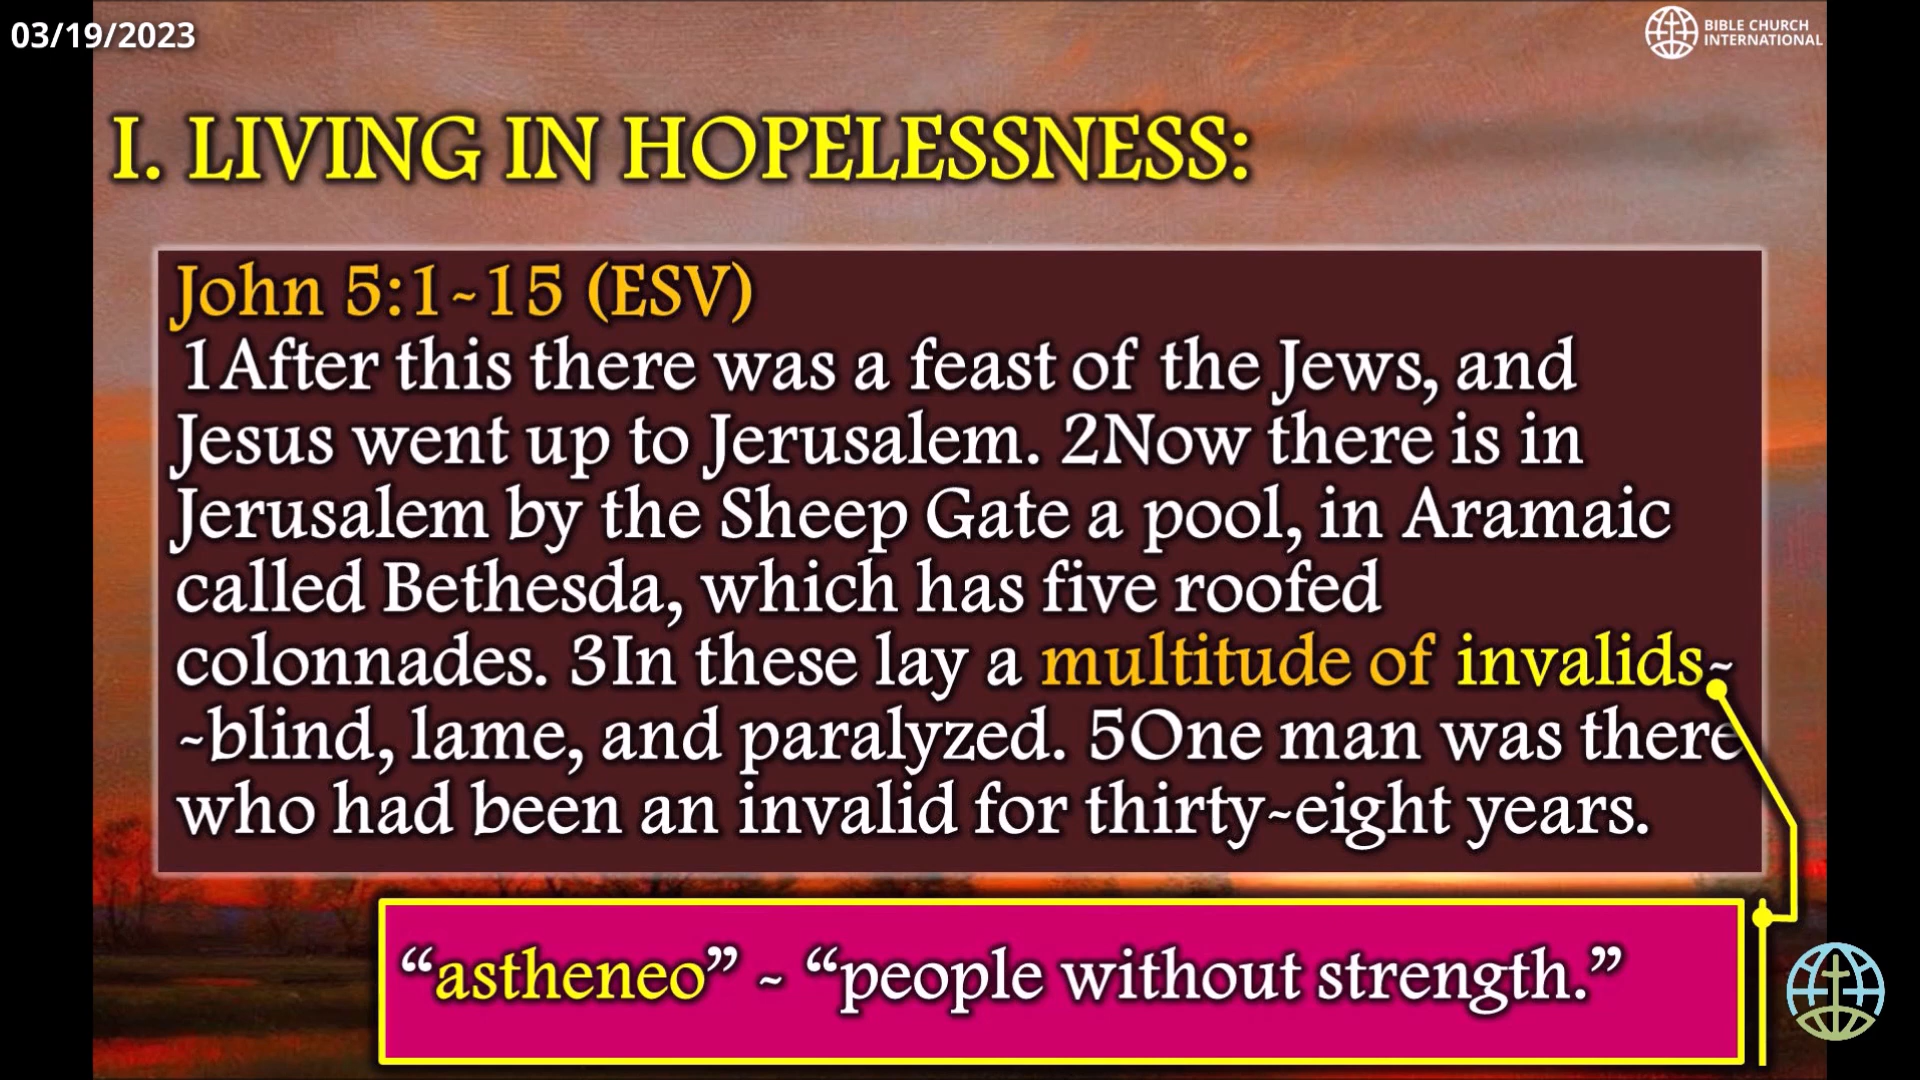 03/19/2023
BIBLE CHURCH
INTERNATIONAL
I. LIVING IN HOPELESSNESS:
John 5:1~15 (ESV)
1After this there was a feast of the Jews, and
Jesus went up to Jerusalem. 2Now there is in
Jerusalem by the Sheep Gate a pool, in Aramaic
called Bethesda, which has five roofed
colonnades. 3In these lay a multitude of invalids~
~blind, lame, and paralyzed. 5One man was there
who had been an invalid for thirty~eight years.
“astheneo” ~ “people without strength.”